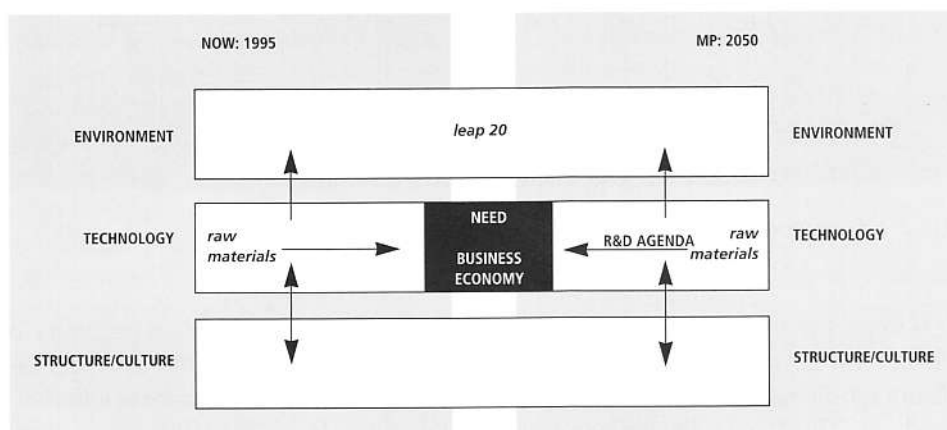 NOW: 1995
MP: 2050
ENVIRONMENT
leap 20
ENVIRONMENT
TECHNOLOGY
raw
materials
NEED
BUSINESS
ECONOMY
R&D AGENDA
raw
materials
TECHNOLOGY
STRUCTURE/CULTURE
STRUCTURE/CULTURE